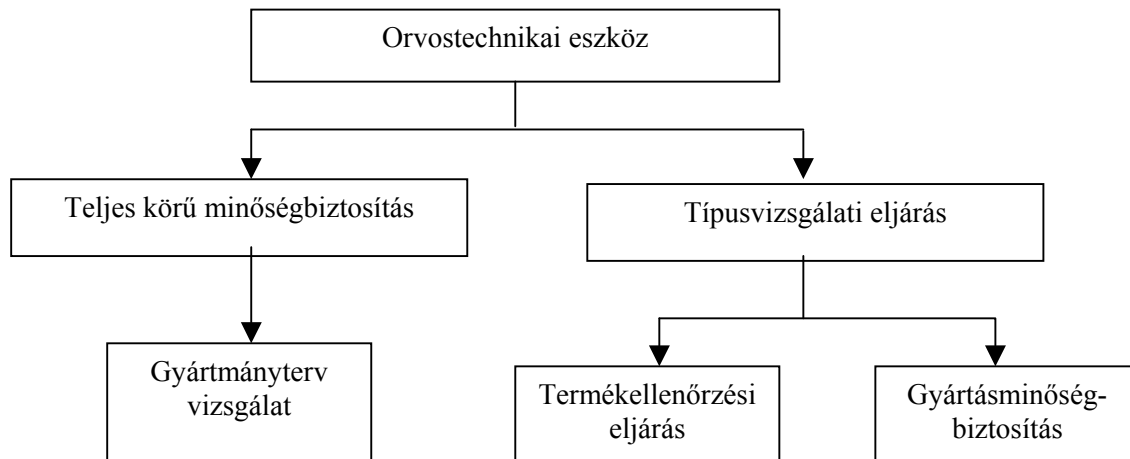 Orvostechnikai eszköz
Teljes körű minőségbiztosítás
Típusvizsgálati eljárás
Gyártmányterv
vizsgálat
Termékellenőrzési
eljárás
Gyártásminőség-
biztosítás